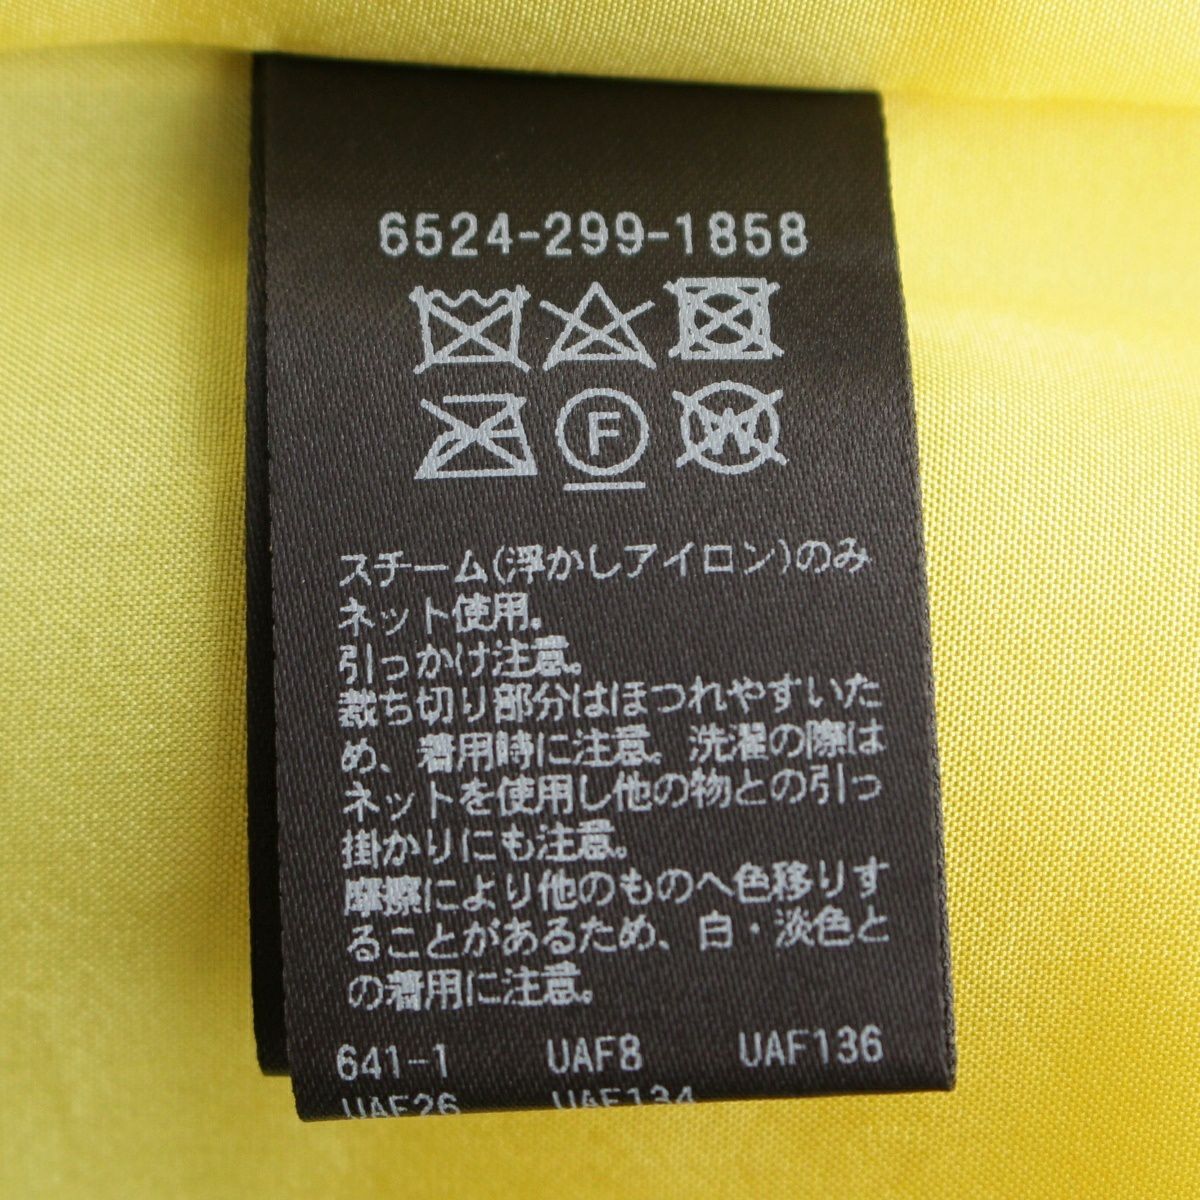 6524-299-1858
F
W
スチーム(浮かしアイロン)のみ
ネット使用。
引っかけ注意。
裁ち切り部分はほつれやすいた
め、着用時に注意。洗濯の際は
ネットを使用し他の物との引っ
掛かりにも注意。
摩擦により他のものへ色移りす
ることがあるため、白・淡色と
の着用に注意。
641-1 UAF8 UAF136
UAF26 UAF134